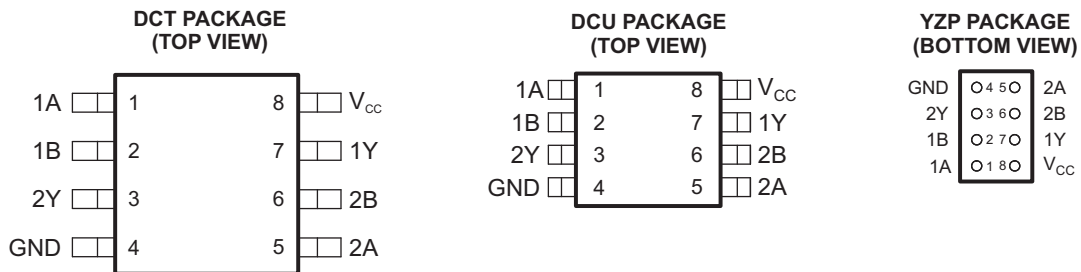 DCT PACKAGE
(TOP VIEW)
1A 1 8 VCC
1B 2 7 1Y
2Y 3 6 2B
GND 4 5 2A
DCU PACKAGE
(TOP VIEW)
1A 1 8 VCC
1B 2 7 1Y
2Y 3 6 2B
GND 4 5 2A
YZP PACKAGE
(BOTTOM VIEW)
GND 4 5 2A
2Y 3 6 2B
1B 2 7 1Y
1A 1 8 VCC